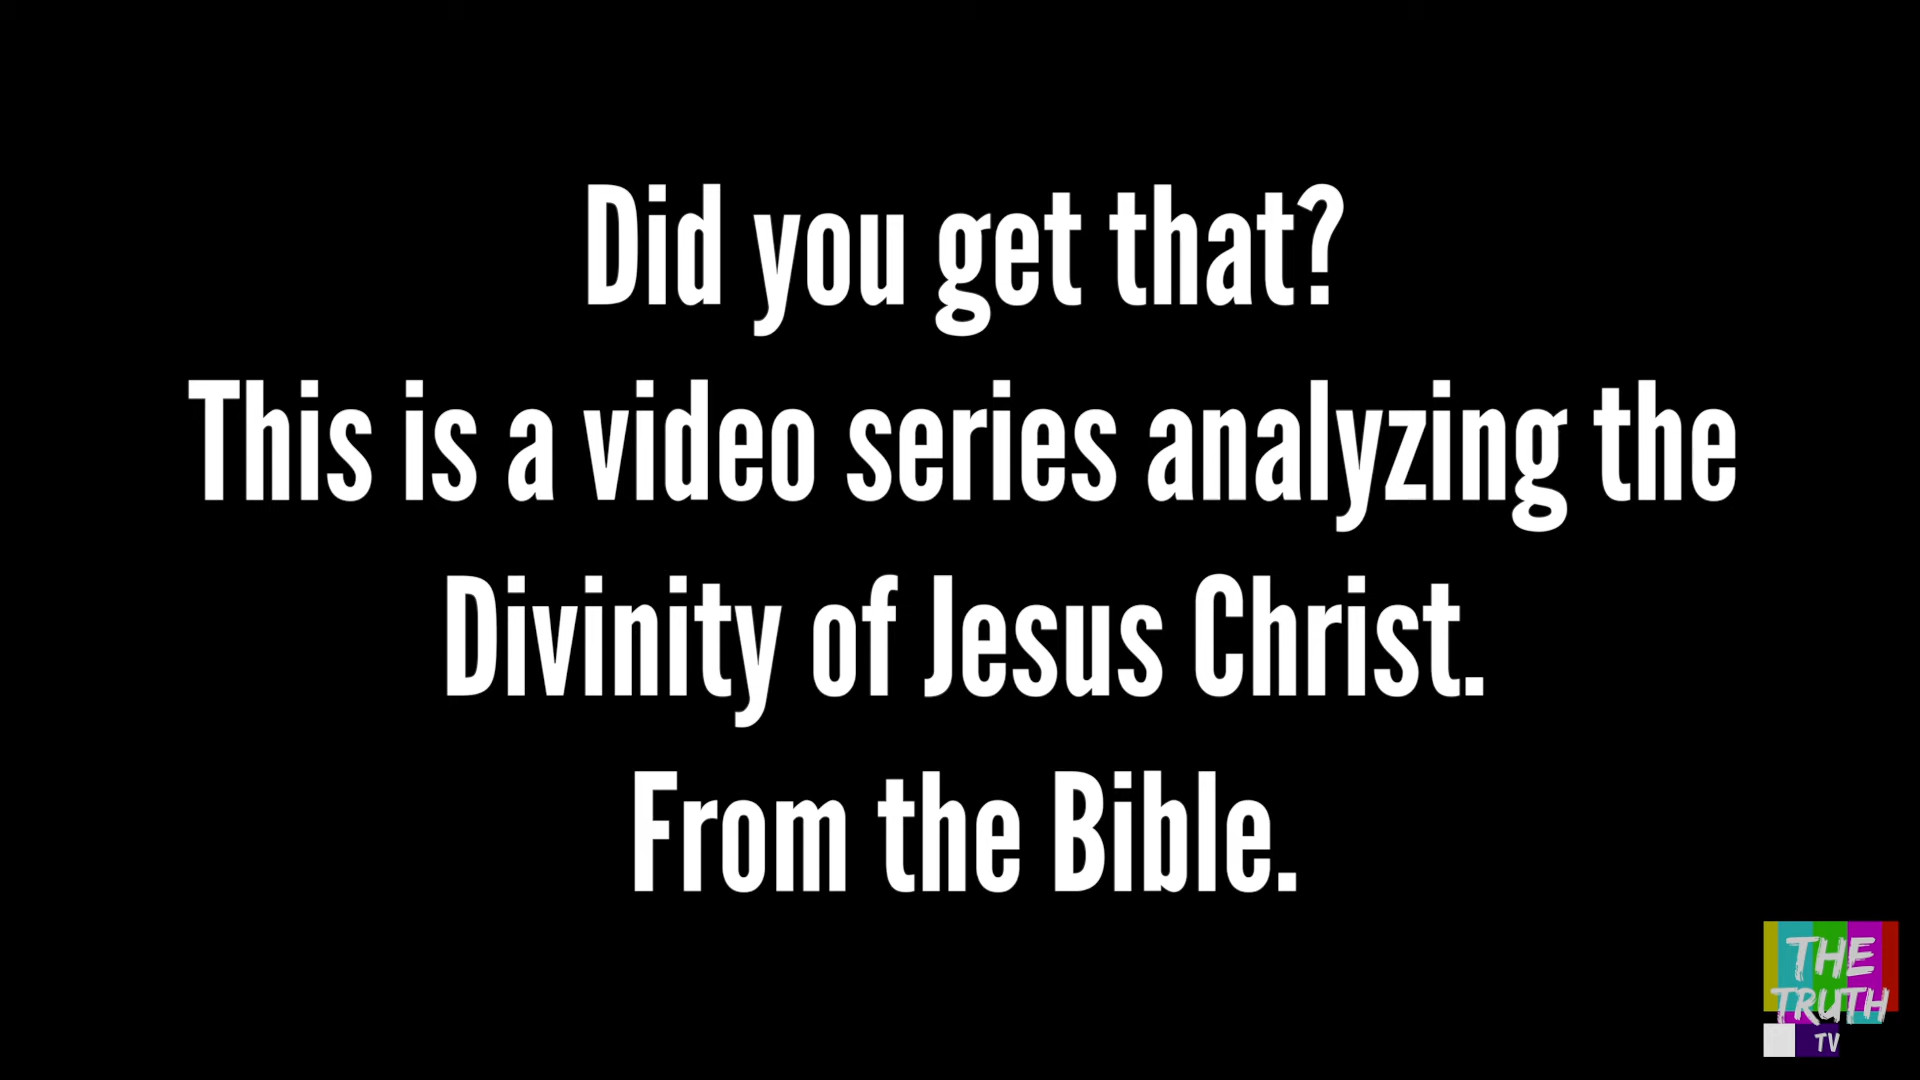 Did you get that?
This is a video series analyzing the
Divinity of Jesus Christ.
From the Bible.
THE
TRUTH
TV